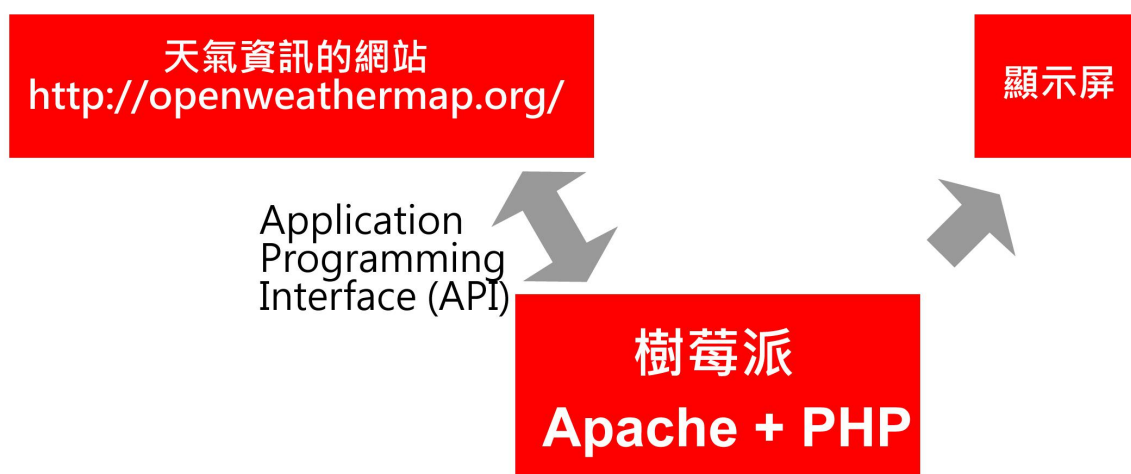 天氣資訊的網站
http://openweathermap.org/
顯示屏
Application
Programming
Interface (API)
樹莓派
Apache + PHP